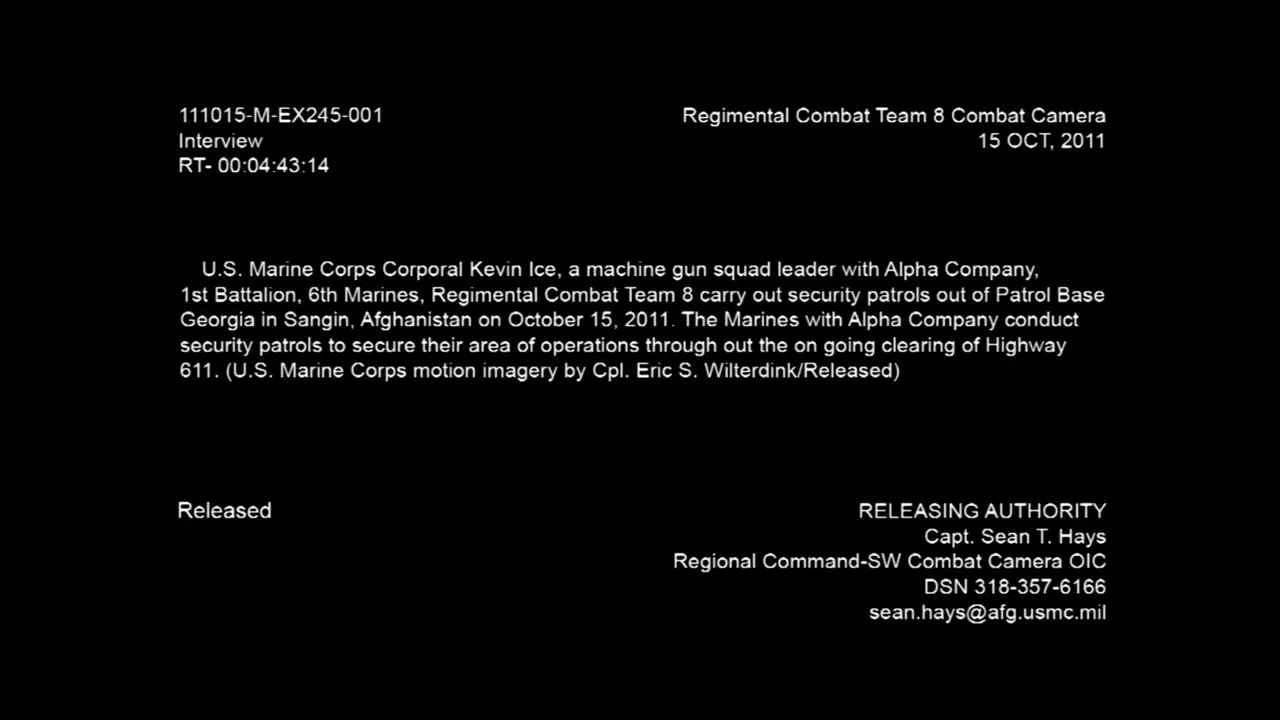 111015-M-EX245-001
Interview
RT- 00:04:43:14
Regimental Combat Team 8 Combat Camera
15 OCT, 2011
U.S. Marine Corps Corporal Kevin Ice, a machine gun squad leader with Alpha Company,
1st Battalion, 6th Marines, Regimental Combat Team 8 carry out security patrols out of Patrol Base
Georgia in Sangin, Afghanistan on October 15, 2011. The Marines with Alpha Company conduct
security patrols to secure their area of operations through out the on going clearing of Highway
611. (U.S. Marine Corps motion imagery by Cpl. Eric S. Wilterdink/Released)
Released
RELEASING AUTHORITY
Capt. Sean T. Hays
Regional Command-SW Combat Camera OIC
DSN 318-357-6166
sean.hays@afg.usmc.mil